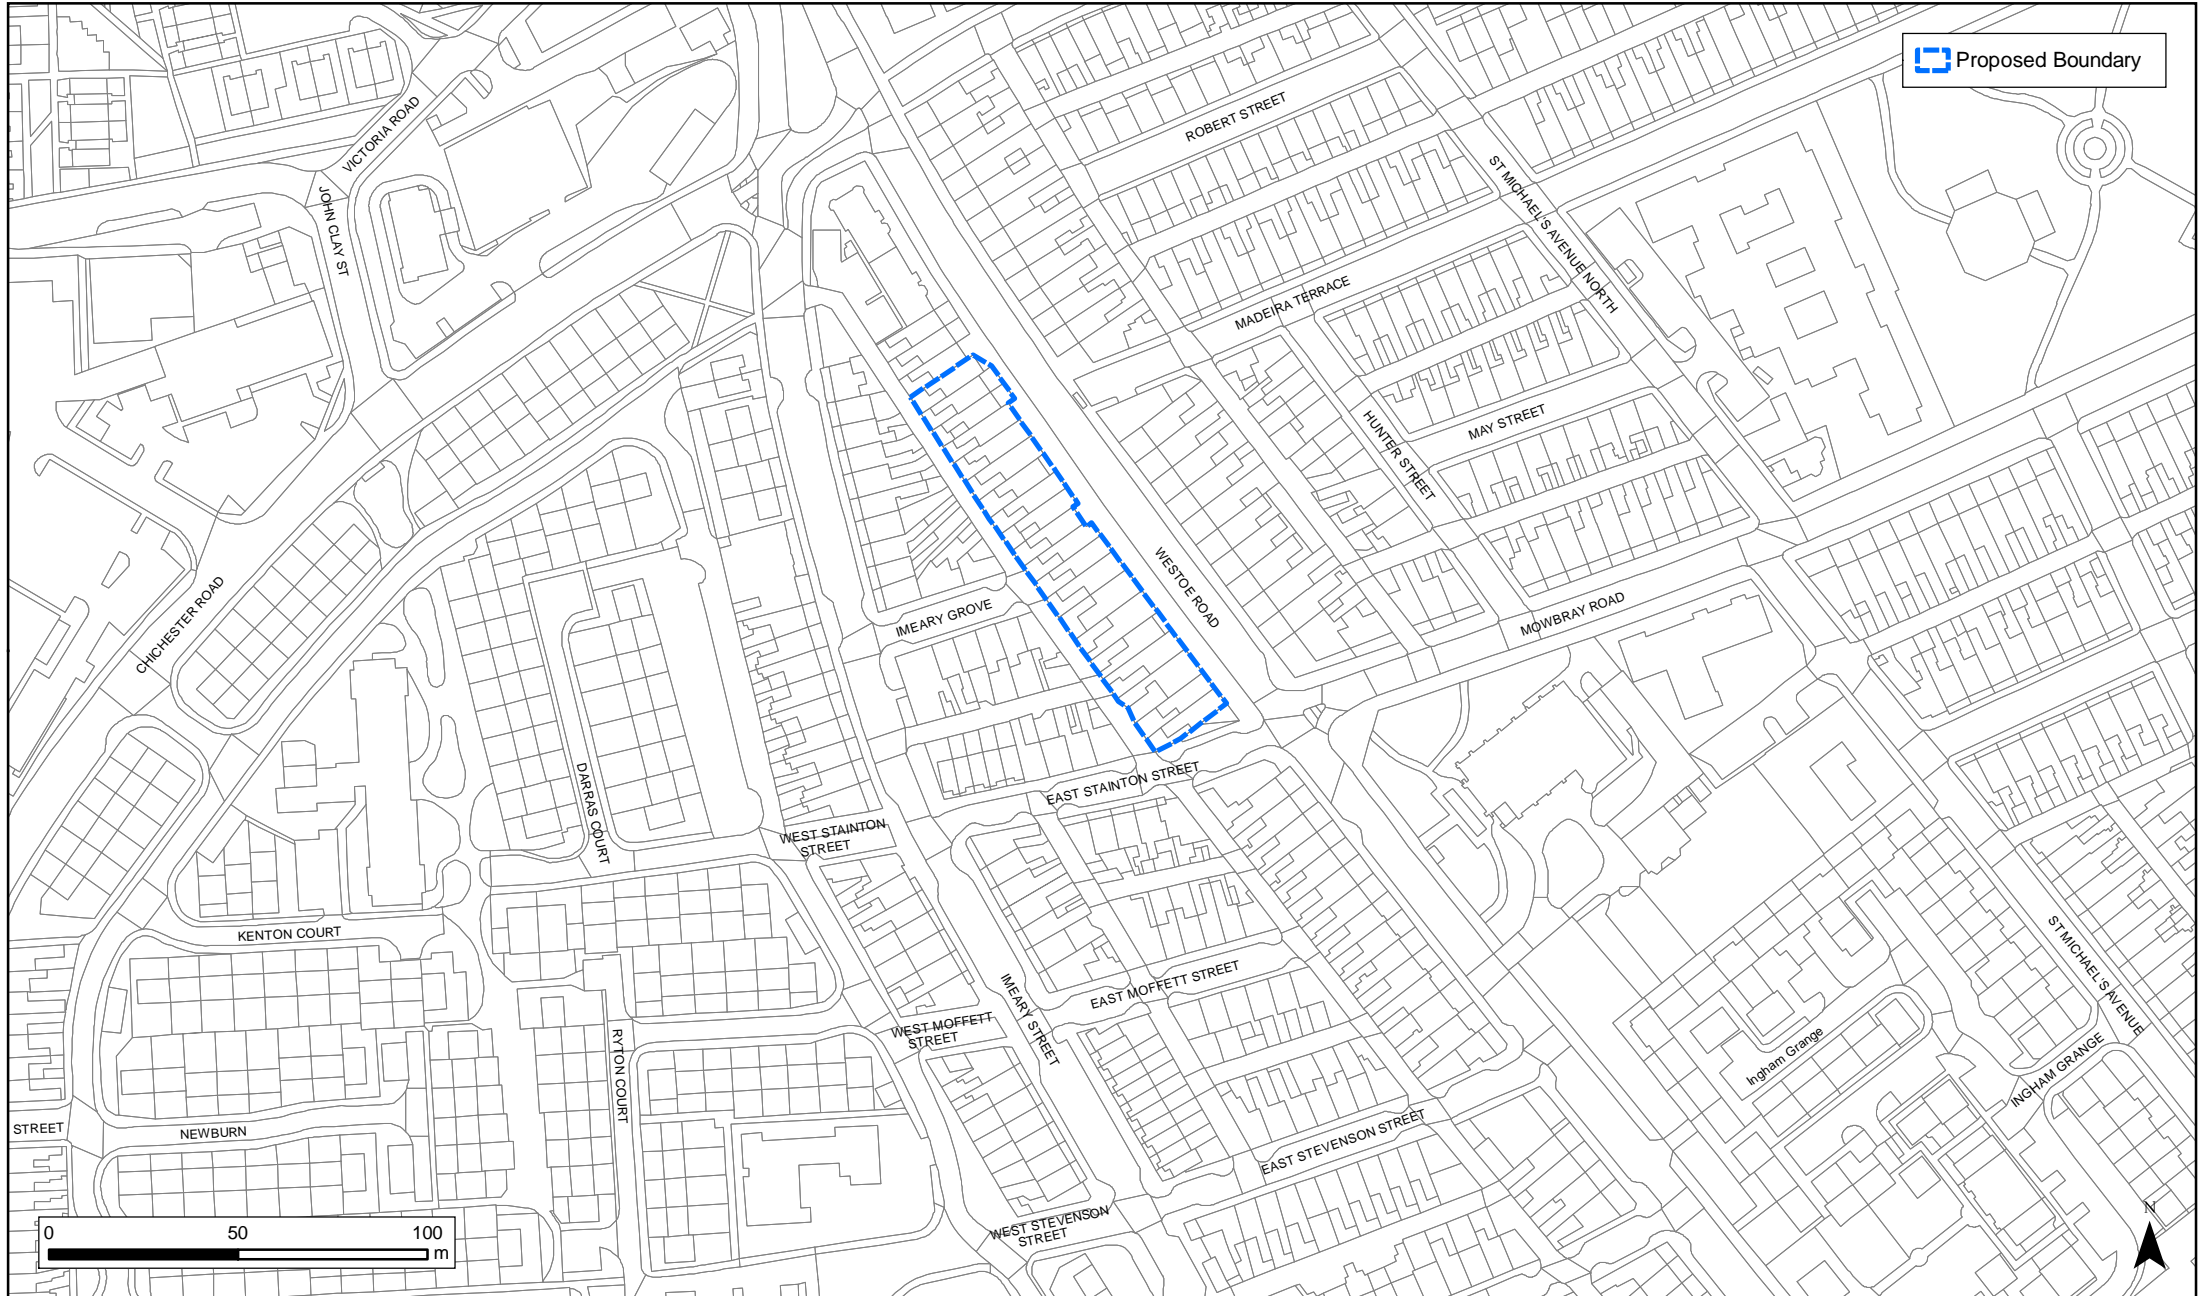 Proposed Boundary
VICTORIA ROAD
ROBERT STREET
JOHN CLAY ST
ST MICHAEL'S AVENUE NORTH
MADEIRA TERRACE
HUNTER STREET
MAY STREET
WESTOE ROAD
CHICHESTER ROAD
IMEARY GROVE
MOWBRAY ROAD
DARRAS COURT
EAST STAINTON STREET
WEST STAINTON
STREET
KENTON COURT
IMEARY STREET
EAST MOFFETT STREET
WEST MOFFETT
STREET
RYTON COURT
ST MICHAEL'S AVENUE
Ingham Grange
INGHAM GRANGE
STREET
NEWBURN
EAST STEVENSON STREET
WEST STEVENSON
STREET
N
0 50 100
m